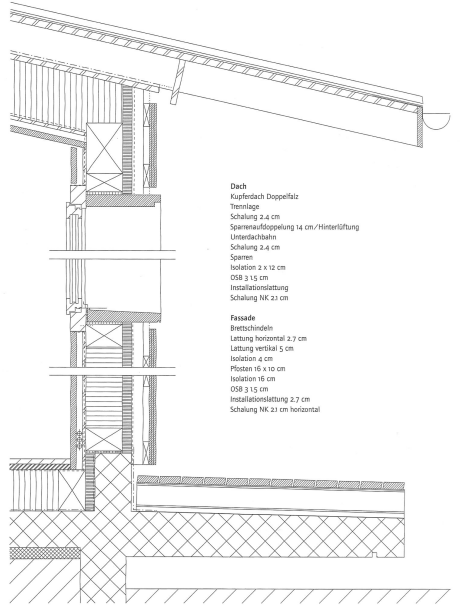 Dach
Kupferdach Doppelfalz
Trennlage
Schalung 2.4 cm
Sparrenaufdoppelung 14 cm/Hinterlüftung
Unterdachbahn
Schalung 2.4 cm
Sparren
Isolation 2 x 12 cm
OSB 3 1.5 cm
Installationslattung
Schalung NK 2.1 cm
Fassade
Brettschindeln
Lattung horizontal 2.7 cm
Lattung vertikal 5 cm
Isolation 4 cm
Pfosten 16 x 10 cm
Isolation 16 cm
OSB 3 1.5 cm
Installationslattung 2.7 cm
Schalung NK 2.1 cm horizontal